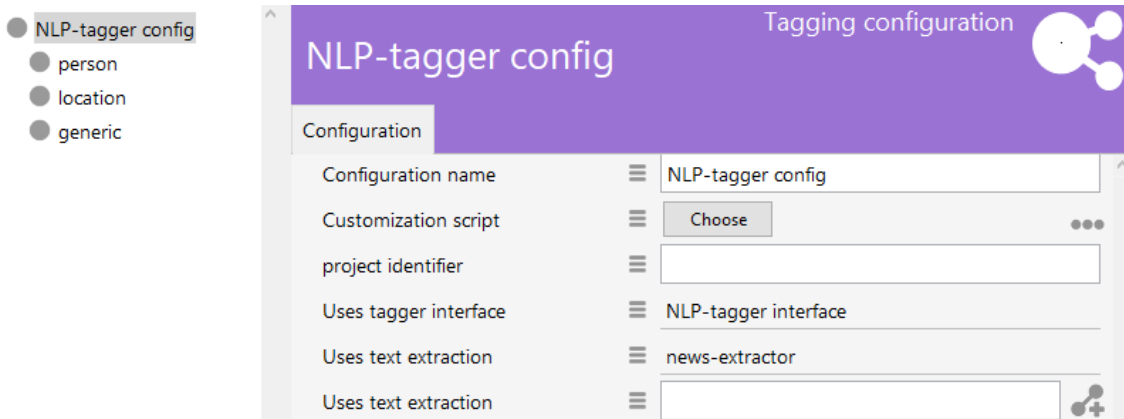 NLP-tagger config
person
location
generic
Tagging configuration
NLP-tagger config
Configuration
Configuration name NLP-tagger config
Customization script Choose
project identifier
Uses tagger interface NLP-tagger interface
Uses text extraction news-extractor
Uses text extraction